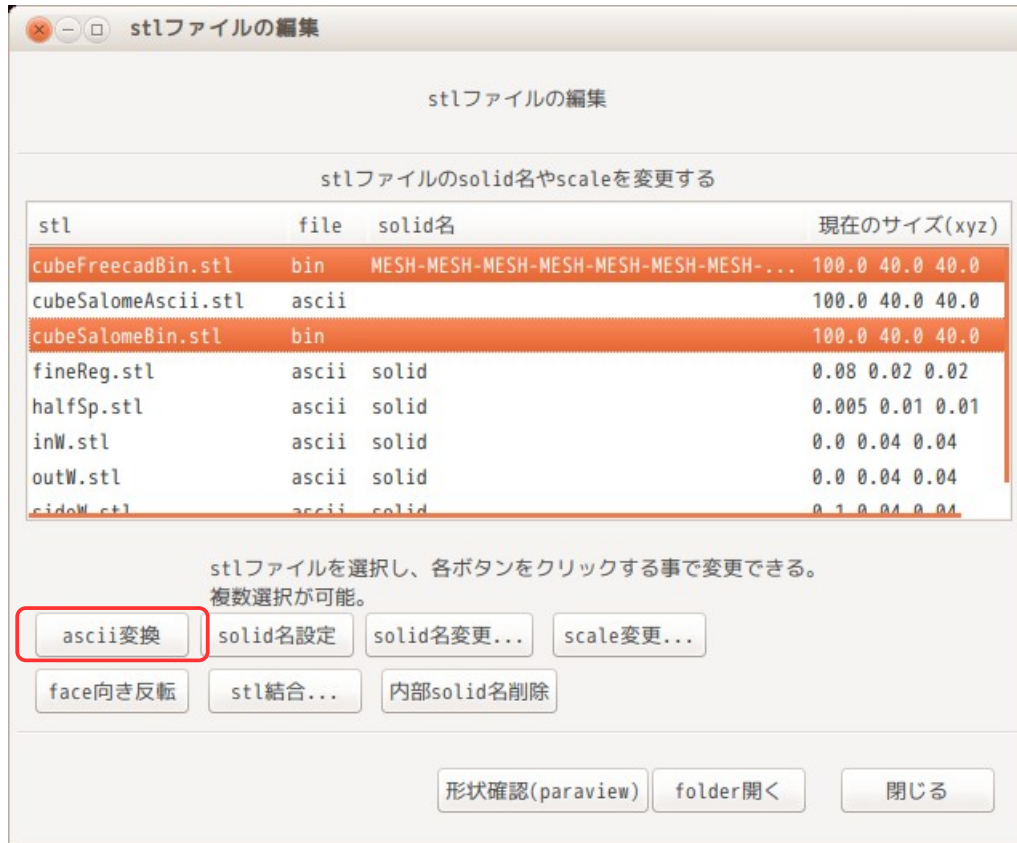 stlファイルの編集
stlファイルの編集
stlファイルのsolid名やscaleを変更する
stl file solid名 現在のサイズ(xyz)
cubeFreecadBin.stl bin MESH-MESH-MESH-MESH-MESH-MESH-MESH-... 100.0 40.0 40.0
cubeSalomeAscii.stl ascii 100.0 40.0 40.0
cubeSalomeBin.stl bin 100.0 40.0 40.0
fineReg.stl ascii solid 0.08 0.02 0.02
halfSp.stl ascii solid 0.005 0.01 0.01
inW.stl ascii solid 0.0 0.04 0.04
outW.stl ascii solid 0.0 0.04 0.04
sideW.stl ascii solid 0.1 0.04 0.04
stlファイルを選択し、各ボタンをクリックする事で変更できる。
複数選択が可能。
ascii変換 solid名設定 solid名変更... scale変更...
face向き反転 stl結合... 内部solid名削除
形状確認(paraview) folder開く 閉じる